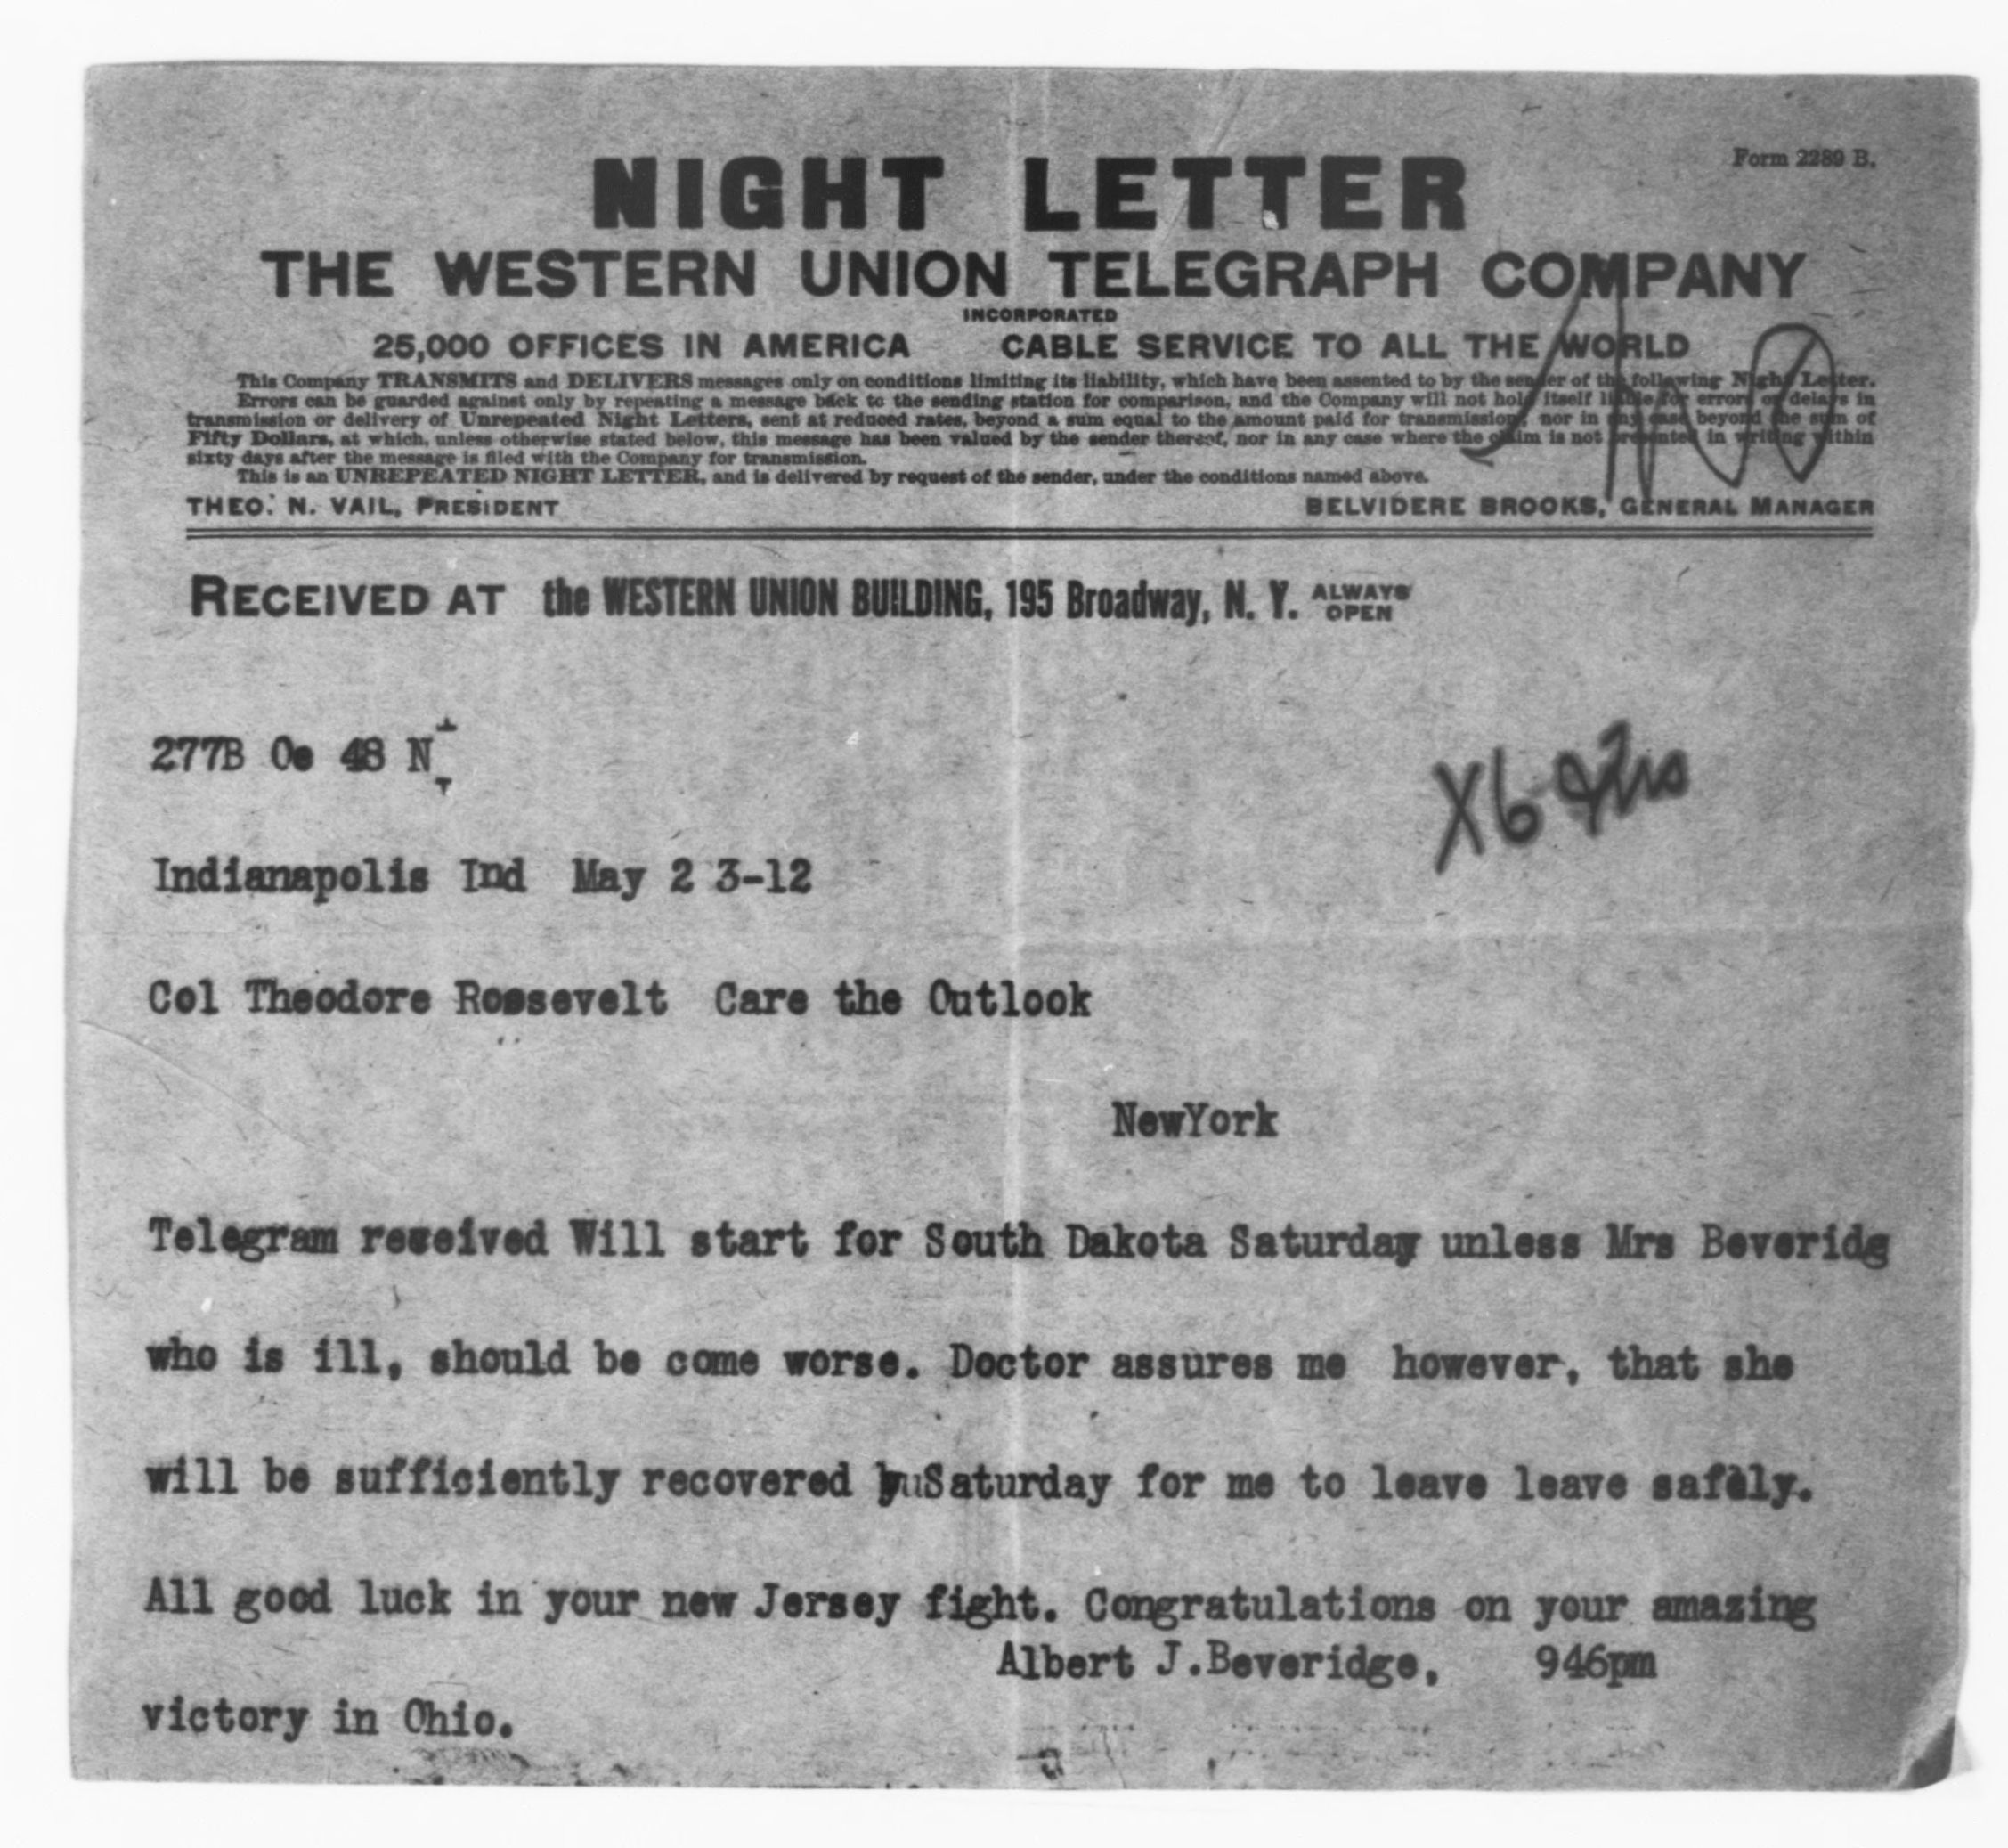 Form 2289 B.
NIGHT LETTER
THE WESTERN UNION TELEGRAPH COMPANY
INCORPORATED
25,000 OFFICES IN AMERICA CABLE SERVICE TO ALL THE WORLD
This Company TRANSMITS and DELIVERS messages only on conditions limiting its liability, which have been assented to by the sender of the following Night Letter.
Errors can be guarded against only by repeating a message back to the sending station for comparison, and the Company will not hold itself liable for errors or delays in
transmission or delivery of Unrepeated Night Letters, sent at reduced rates, beyond a sum equal to the amount paid for transmission, nor in any case beyond the sum of
Fifty Dollars, at which, unless otherwise stated below, this message has been valued by the sender thereof, nor in any case where the claim is not presented in writing within
sixty days after the message is filed with the Company for transmission.
This is an UNREPEATED NIGHT LETTER, and is delivered by request of the sender, under the conditions named above.
THEO. N. VAIL, PRESIDENT BELVIDERE BROOKS, GENERAL MANAGER
RECEIVED AT the WESTERN UNION BUILDING, 195 Broadway, N. Y. ALWAYS OPEN
277B Oe 48 N
Indianapolis Ind May 2 3-12
Col Theodore Roosevelt Care the Outlook
NewYork
Telegram received Will start for South Dakota Saturday unless Mrs Beveridg
who is ill, should be come worse. Doctor assures me however, that she
will be sufficiently recovered Saturday for me to leave leave safely.
All good luck in your new Jersey fight. Congratulations on your amazing
Albert J.Beveridge, 946pm
victory in Ohio.